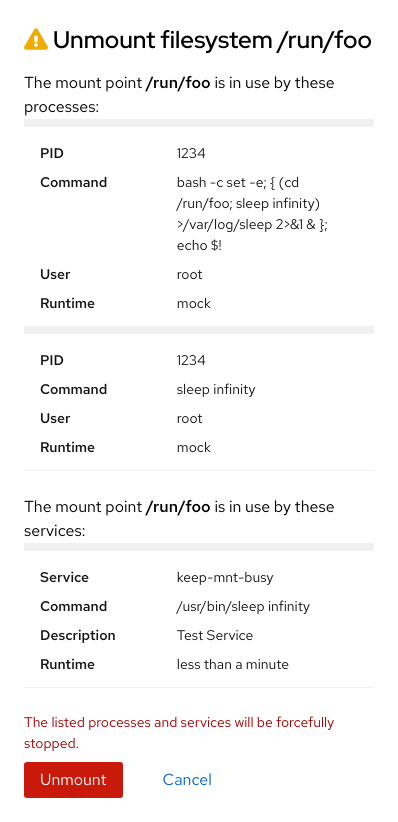 Unmount filesystem /run/foo
The mount point /run/foo is in use by these
processes:
PID 1234
Command bash -c set -e; { (cd
/run/foo; sleep infinity)
>/var/log/sleep 2>&1 & };
echo $!
User root
Runtime mock
PID 1234
Command sleep infinity
User root
Runtime mock
The mount point /run/foo is in use by these
services:
Service keep-mnt-busy
Command /usr/bin/sleep infinity
Description Test Service
Runtime less than a minute
The listed processes and services will be forcefully
stopped.
Unmount Cancel